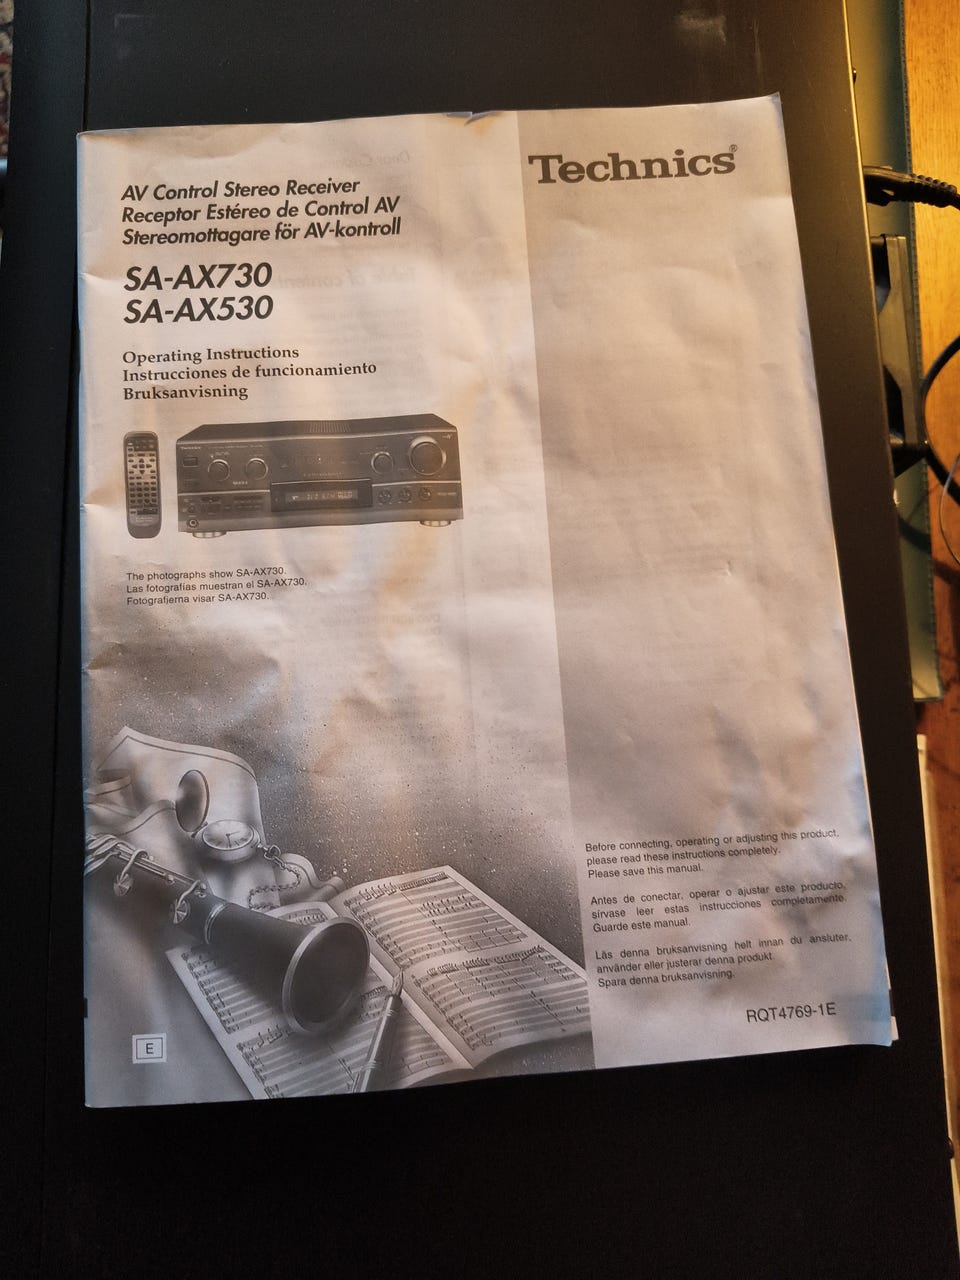 Technics®
AV Control Stereo Receiver
Receptor Estéreo de Control AV
Stereomottagare för AV-kontroll
SA-AX730
SA-AX530
Operating Instructions
Instrucciones de funcionamiento
Bruksanvisning
Technics
The photographs show SA-AX730.
Las fotografías muestran el SA-AX730.
Fotografierna visar SA-AX730.
Before connecting, operating or adjusting this product,
please read these instructions completely.
Please save this manual.
Antes de conectar, operar o ajustar este producto,
sírvase leer estas instrucciones completamente.
Guarde este manual.
Läs denna bruksanvisning helt innan du ansluter,
använder eller justerar denna produkt.
Spara denna bruksanvisning.
RQT4769-1E
E